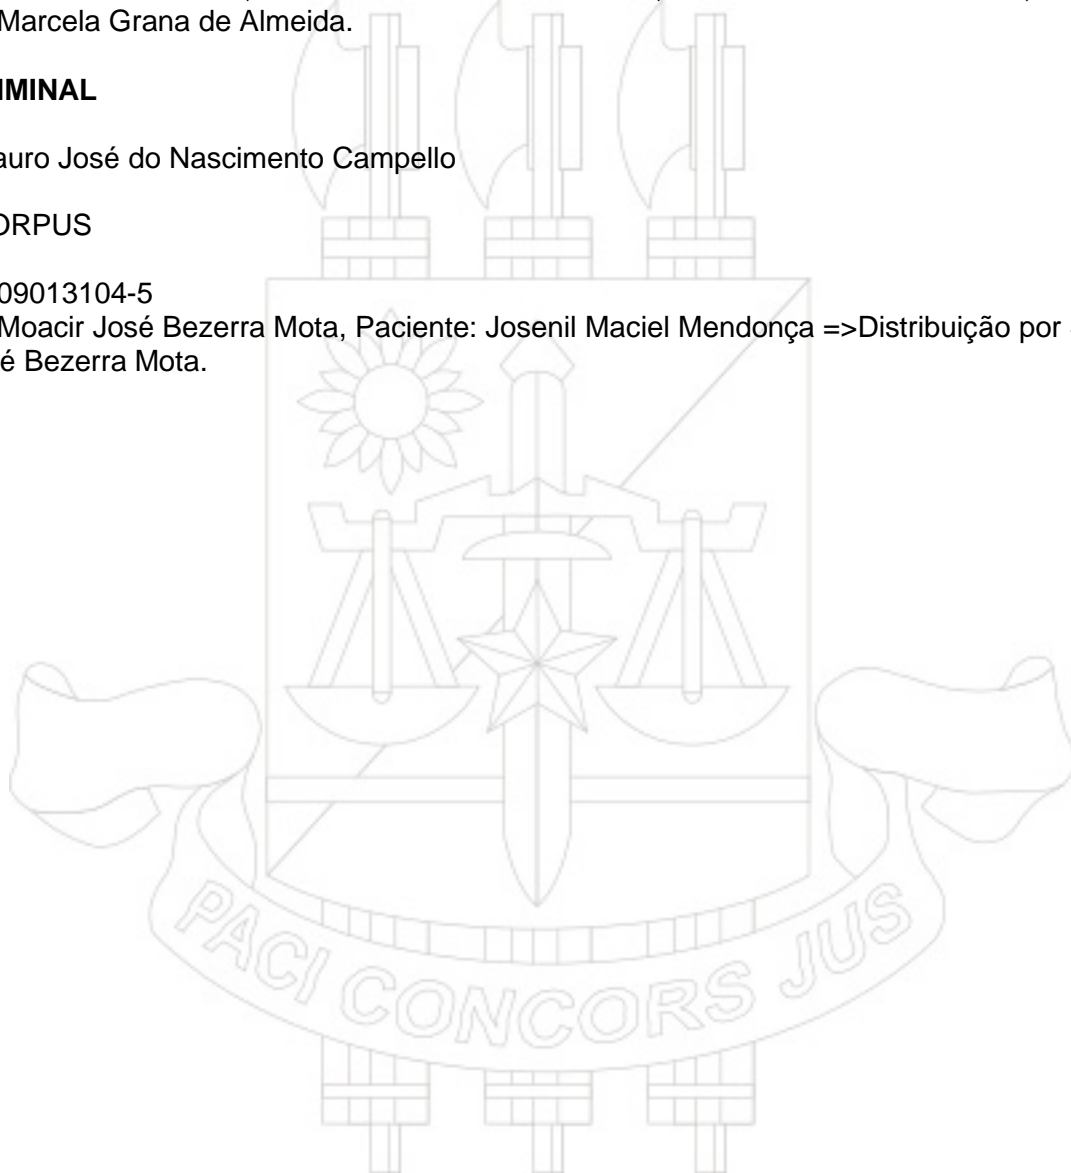 Marcela Grana de Almeida.
IMINAL
auro José do Nascimento Campello
ORPUS
09013104-5
Moacir José Bezerra Mota, Paciente: Josenil Maciel Mendonça =>Distribuição por
é Bezerra Mota.
PACI CONCORS JUS